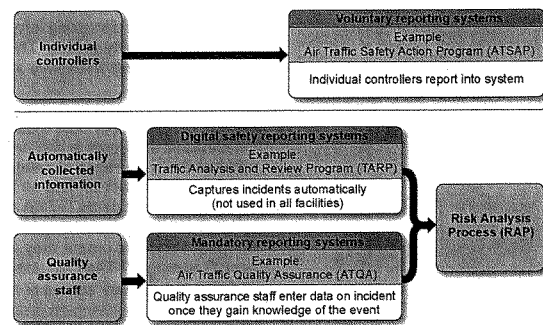 Individual
controllers
Voluntary reporting systems
Example:
Air Traffic Safety Action Program (ATSAP)
Individual controllers report into system
Automatically
collected
information
Digital safety reporting systems
Example:
Traffic Analysis and Review Program (TARP)
Captures incidents automatically
(not used in all facilities)
Quality
assurance
staff
Mandatory reporting systems
Example:
Air Traffic Quality Assurance (ATQA)
Quality assurance staff enter data on incident
once they gain knowledge of the event
Risk Analysis
Process (RAP)